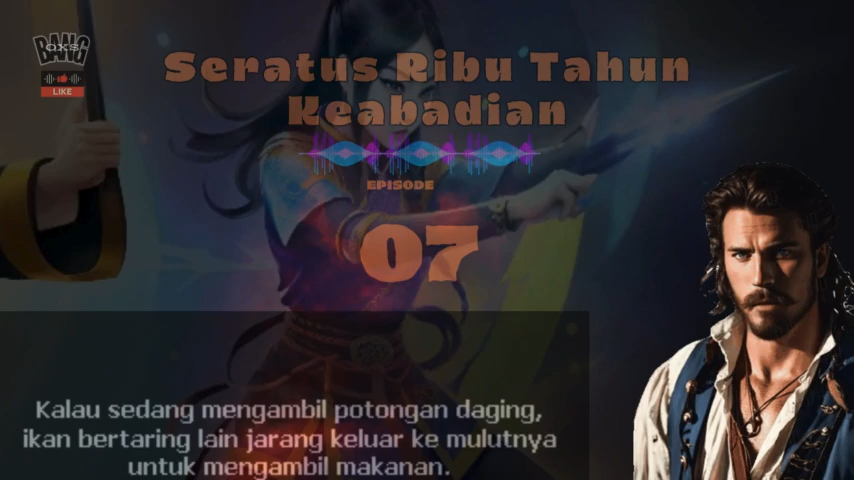 BANG
OXS
LIKE
Seratus Ribu Tahun
Keabadian
EPISODE
07
Kalau sedang mengambil potongan daging,
ikan bertaring lain jarang keluar ke mulutnya
untuk mengambil makanan.